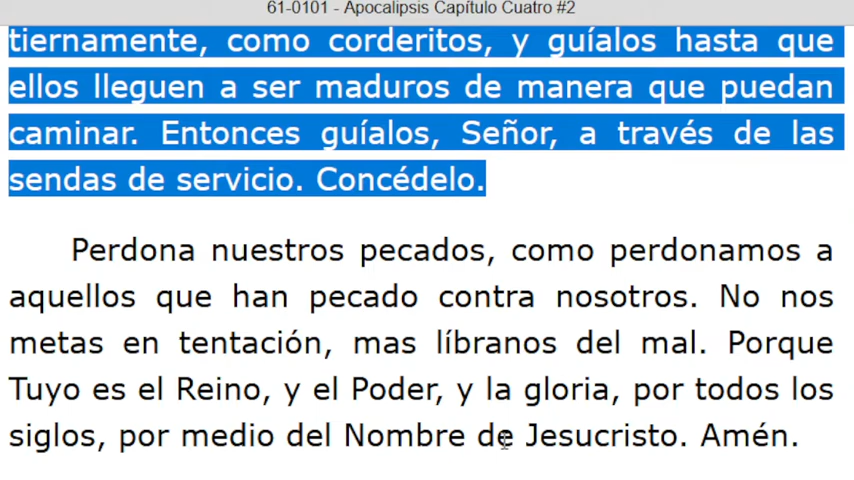 61-0101 - Apocalipsis Capítulo Cuatro #2
tiernamente, como corderitos, y guíalos hasta que
ellos lleguen a ser maduros de manera que puedan
caminar. Entonces guíalos, Señor, a través de las
sendas de servicio. Concédelo.
Perdona nuestros pecados, como perdonamos a
aquellos que han pecado contra nosotros. No nos
metas en tentación, mas líbranos del mal. Porque
Tuyo es el Reino, y el Poder, y la gloria, por todos los
siglos, por medio del Nombre de Jesucristo. Amén.